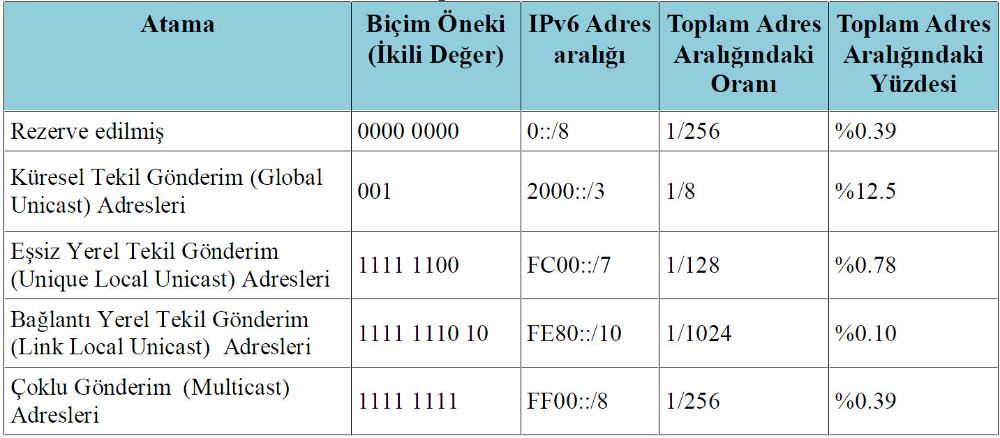 Atama
Biçim Öneki
(İkili Değer)
IPv6 Adres
aralığı
Toplam Adres
Aralığındaki
Oranı
Toplam Adres
Aralığındaki
Yüzdesi
Rezerve edilmiş
0000 0000
0::/8
1/256
%0.39
Küresel Tekil Gönderim (Global
Unicast) Adresleri
001
2000::/3
1/8
%12.5
Eşsiz Yerel Tekil Gönderim
(Unique Local Unicast) Adresleri
1111 1100
FC00::/7
1/128
%0.78
Bağlantı Yerel Tekil Gönderim
(Link Local Unicast)  Adresleri
1111 1110 10
FE80::/10
1/1024
%0.10
Çoklu Gönderim  (Multicast)
Adresleri
1111 1111
FF00::/8
1/256
%0.39